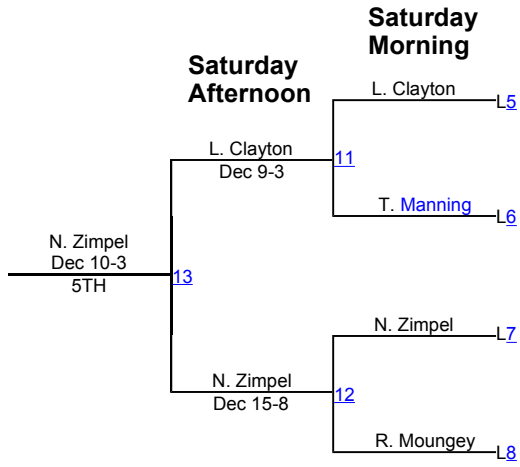 Saturday
Morning
Saturday
Afternoon
L. Clayton
L5
L. Clayton
11
Dec 9-3
T. Manning
L6
N. Zimpel
Dec 10-3
13
5TH
N. Zimpel
L7
N. Zimpel
12
Dec 15-8
R. Moungey
L8